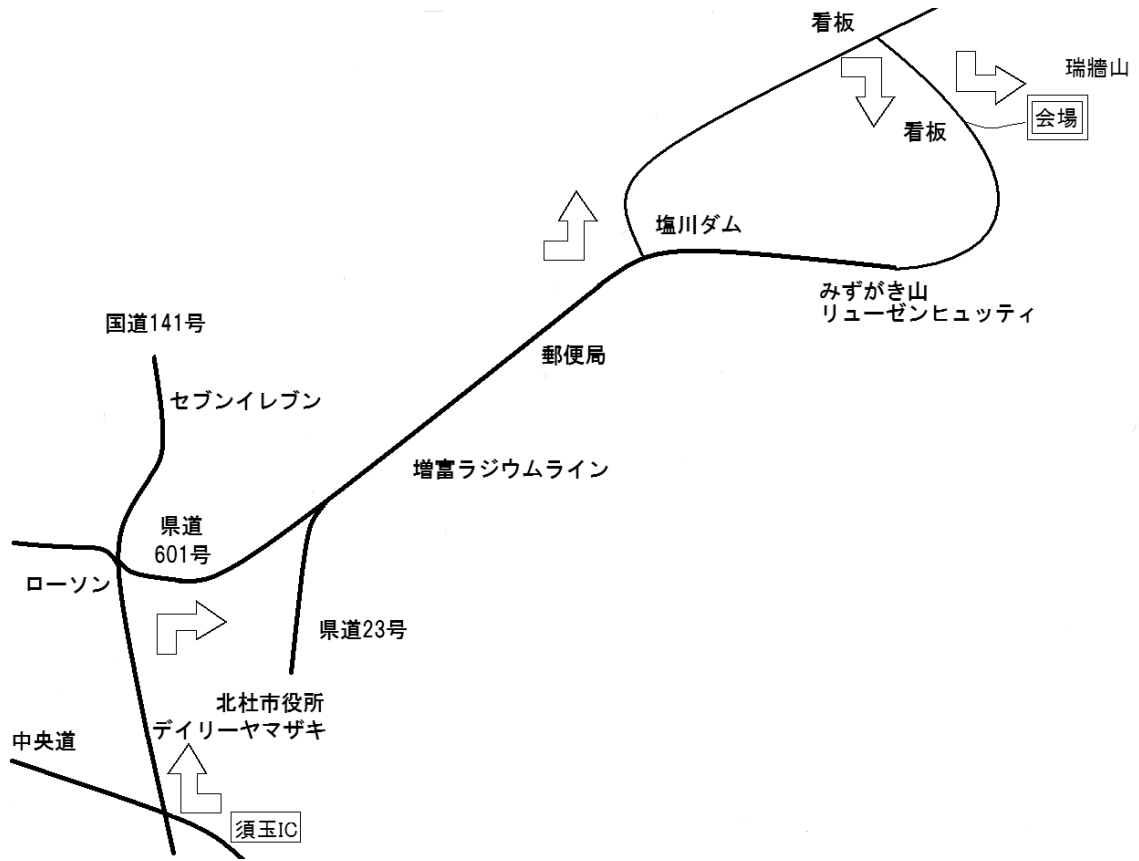 看板
瑞牆山
会場
看板
塩川ダム
みずがき山
リューゼンヒュッティ
国道141号
郵便局
セブンイレブン
増富ラジウムライン
県道
601号
ローソン
県道23号
北杜市役所
デイリーヤマザキ
中央道
須玉IC